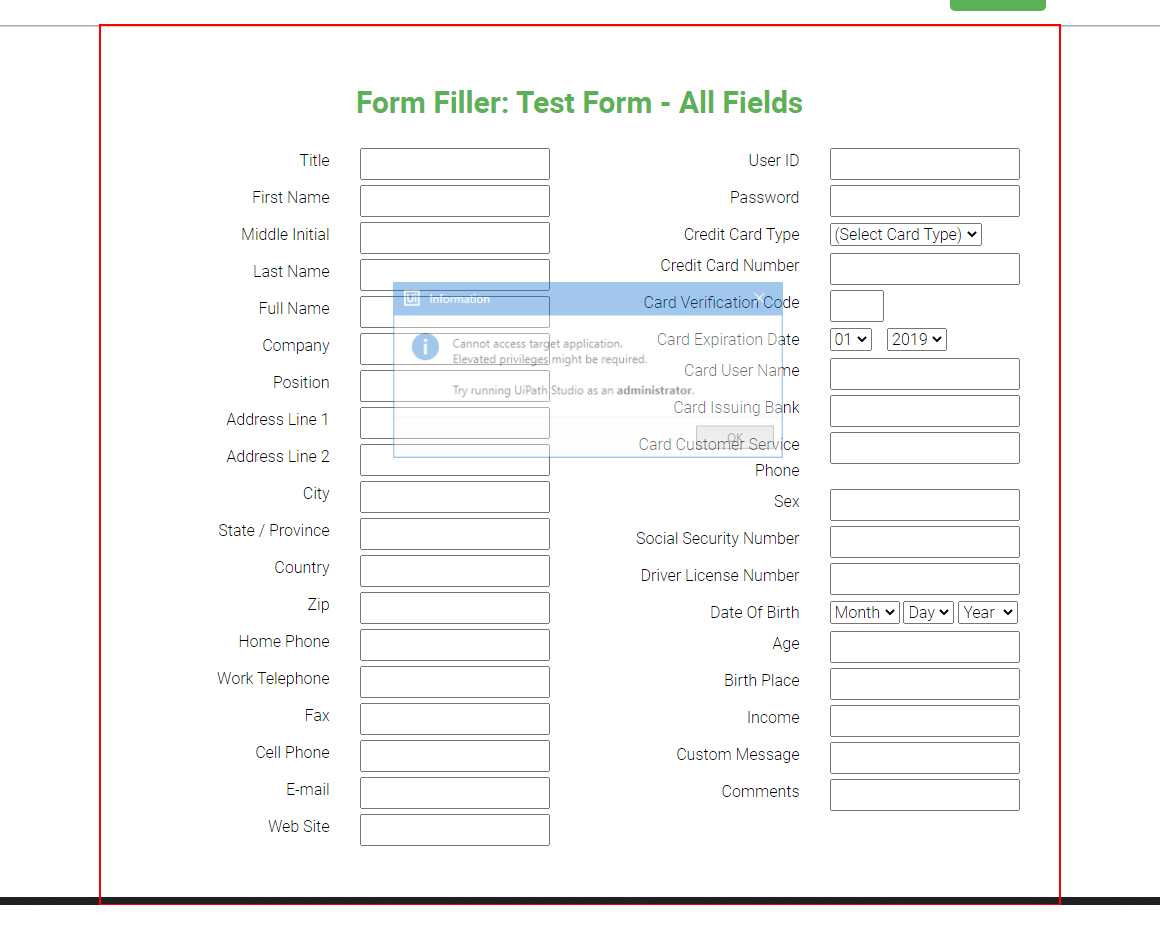 Form Filler: Test Form - All Fields
Title
First Name
Middle Initial
Last Name
Full Name
Company
Position
Address Line 1
Address Line 2
City
State / Province
Country
Zip
Home Phone
Work Telephone
Fax
Cell Phone
E-mail
Web Site
User ID
Password
Credit Card Type (Select Card Type)
Credit Card Number
Card Verification Code
Card Expiration Date 01 2019
Card User Name
Card Issuing Bank
Card Customer Service
Phone
Sex
Social Security Number
Driver License Number
Date Of Birth Month Day Year
Age
Birth Place
Income
Custom Message
Comments
Ui Information
Cannot access target application.
Elevated privileges might be required.
Try running UiPath Studio as an administrator.
OK